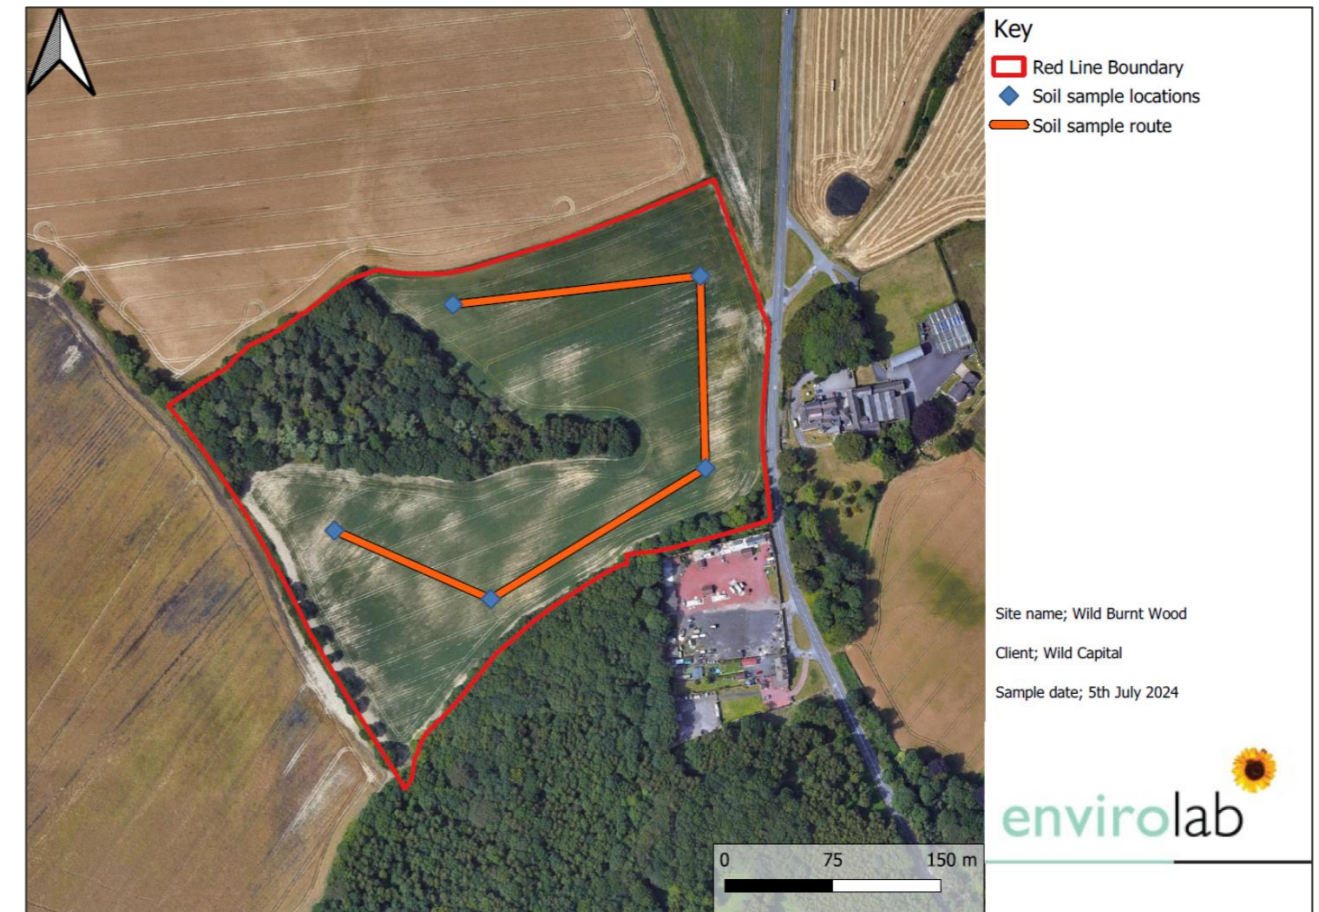 Key
Red Line Boundary
Soil sample locations
Soil sample route
Site name; Wild Burnt Wood
Client; Wild Capital
Sample date; 5th July 2024
envirolab
0 75 150 m